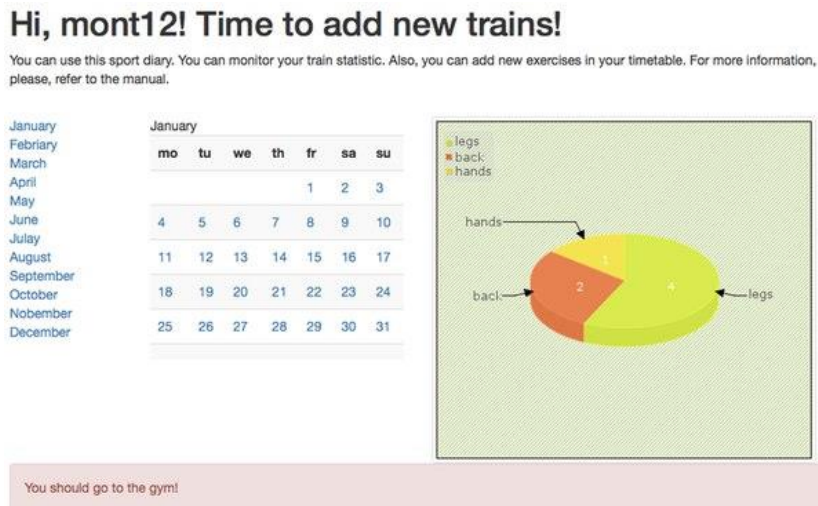 Hi, mont12! Time to add new trains!
You can use this sport diary. You can monitor your train statistic. Also, you can add new exercises in your timetable. For more information,
please, refer to the manual.
January
Febriary
March
April
May
June
Julay
August
September
October
Nobember
December
January
mo tu we th fr sa su
1 2 3
4 5 6 7 8 9 10
11 12 13 14 15 16 17
18 19 20 21 22 23 24
25 26 27 28 29 30 31
legs
back
hands
hands
1
back
2
4
legs
You should go to the gym!